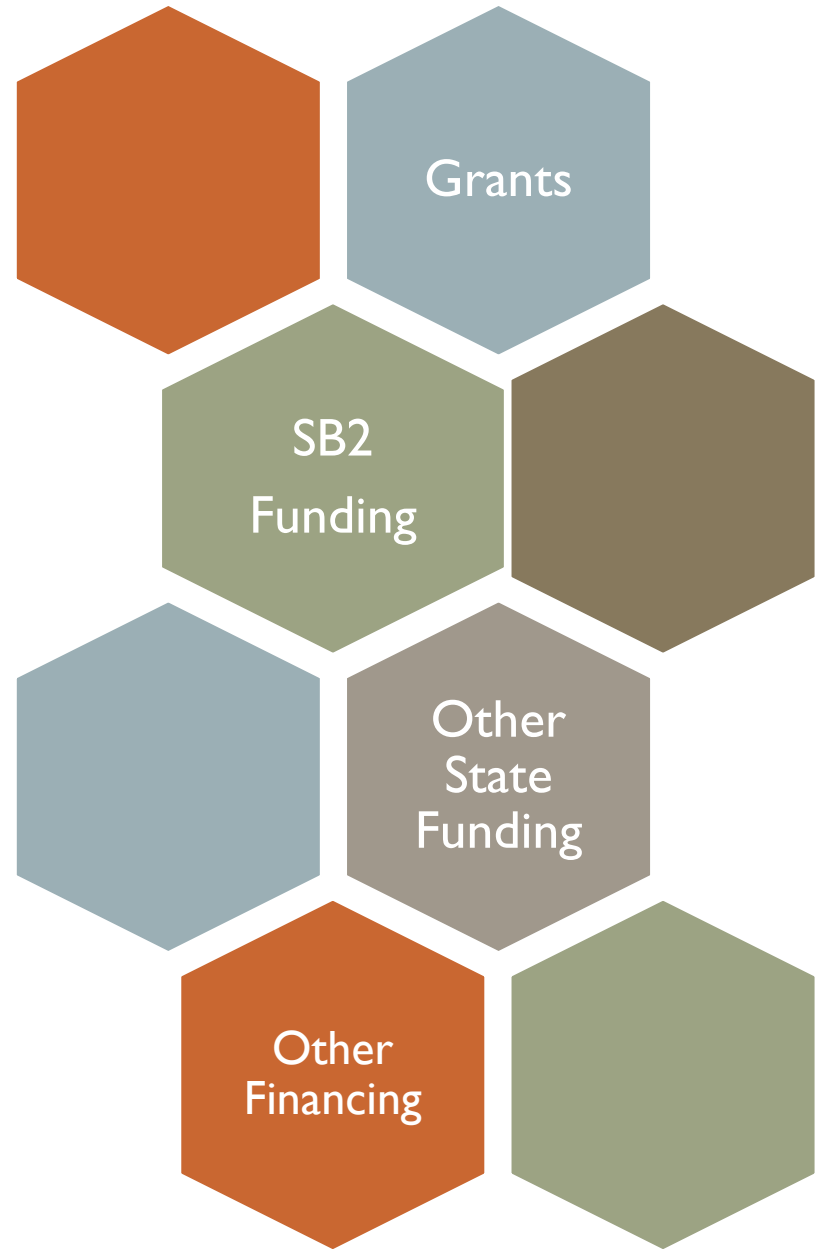 Grants
SB2
Funding
Other
State
Funding
Other
Financing